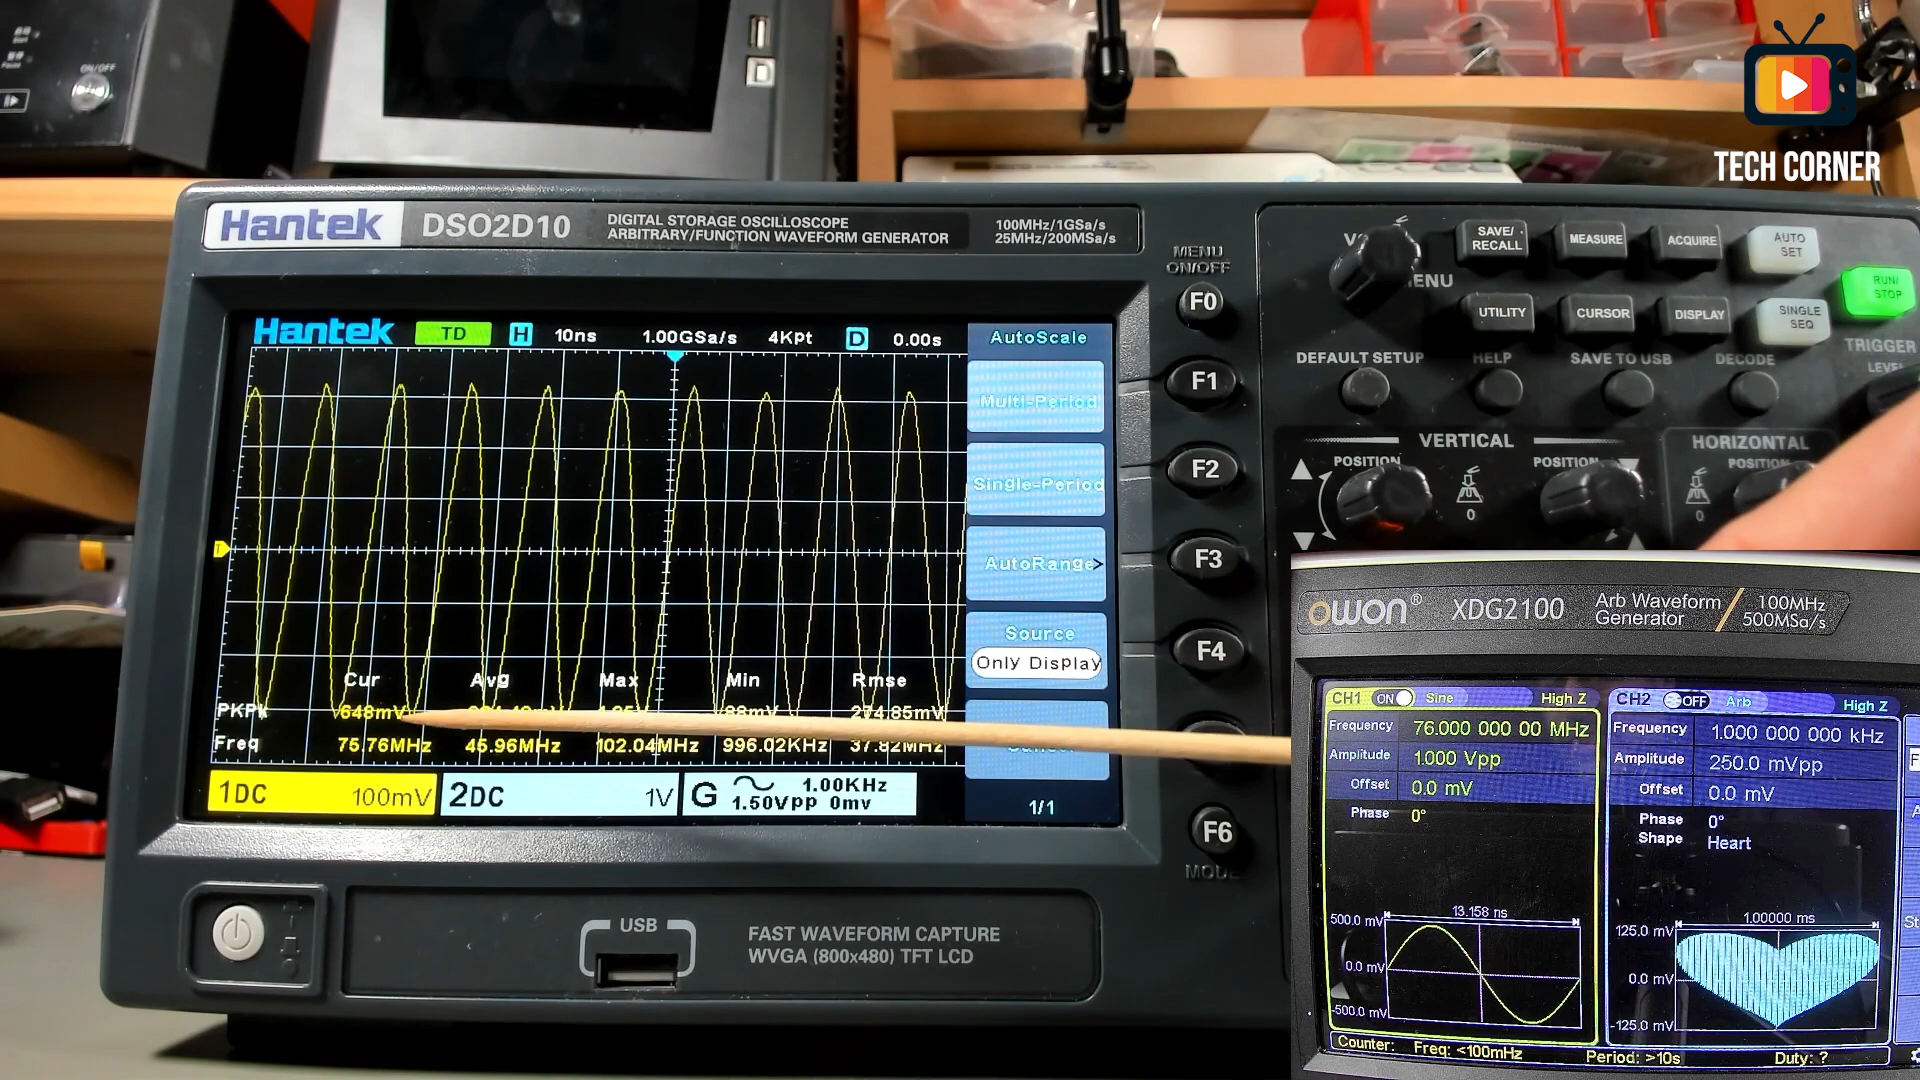 TECH CORNER
ON/OFF
D
Hantek DSO2D10
DIGITAL STORAGE OSCILLOSCOPE
ARBITRARY/FUNCTION WAVEFORM GENERATOR
100MHz/1GSa/s
25MHz/200MSa/s
MENU
ON/OFF
F0
F1
F2
F3
F4
F6
Hantek TD H 10ns 1.00GSa/s 4Kpt D 0.00s
AutoScale
Multi-Period
Single-Period
AutoRange>
Source
Only Display
1/1
T
Cur Avg Max Min Rmse
PKPK 648mV 274.85mV
Freq 75.76MHz 45.96MHz 102.04MHz 996.02KHz 37.82MHz
1DC 100mV 2DC 1V G 1.00KHz
1.50Vpp 0mv
SAVE/
RECALL
MEASURE
ACQUIRE
AUTO
SET
RUN/
STOP
UTILITY
CURSOR
DISPLAY
SINGLE
SEQ
DEFAULT SETUP
HELP
SAVE TO USB
DECODE
TRIGGER
VERTICAL
HORIZONTAL
POSITION
POSITION
POSITION
0
0
USB
FAST WAVEFORM CAPTURE
WVGA (800x480) TFT LCD
owon® XDG2100
Arb Waveform
Generator
100MHz
500MSa/s
CH1 ON Sine High Z
Frequency 76.000 000 00 MHz
Amplitude 1.000 Vpp
Offset 0.0 mV
Phase 0°
500.0 mV
13.158 ns
0.0 mV
-500.0 mV
CH2 OFF Arb High Z
Frequency 1.000 000 000 kHz
Amplitude 250.0 mVpp
Offset 0.0 mV
Phase 0°
Shape Heart
125.0 mV
1.00000 ms
0.0 mV
-125.0 mV
Counter: Freq: <100mHz Period: >10s Duty: ?